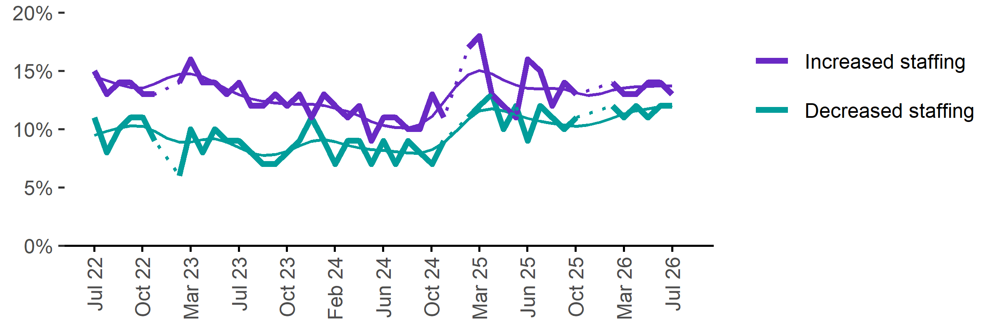 20%
15%
10%
5%
0%
Jul 22
Oct 22
Mar 23
Jul 23
Oct 23
Feb 24
Jun 24
Oct 24
Mar 25
Jun 25
Oct 25
Mar 26
Jul 26
Increased staffing
Decreased staffing